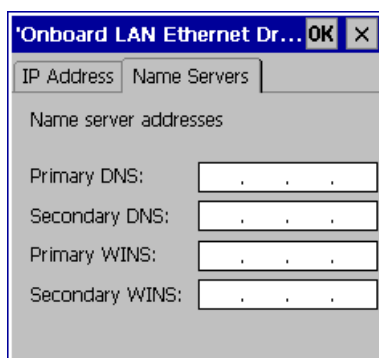 'Onboard LAN Ethernet Dr... OK ×
IP Address Name Servers
Name server addresses
Primary DNS: . . .
Secondary DNS: . . .
Primary WINS: . . .
Secondary WINS: . . .